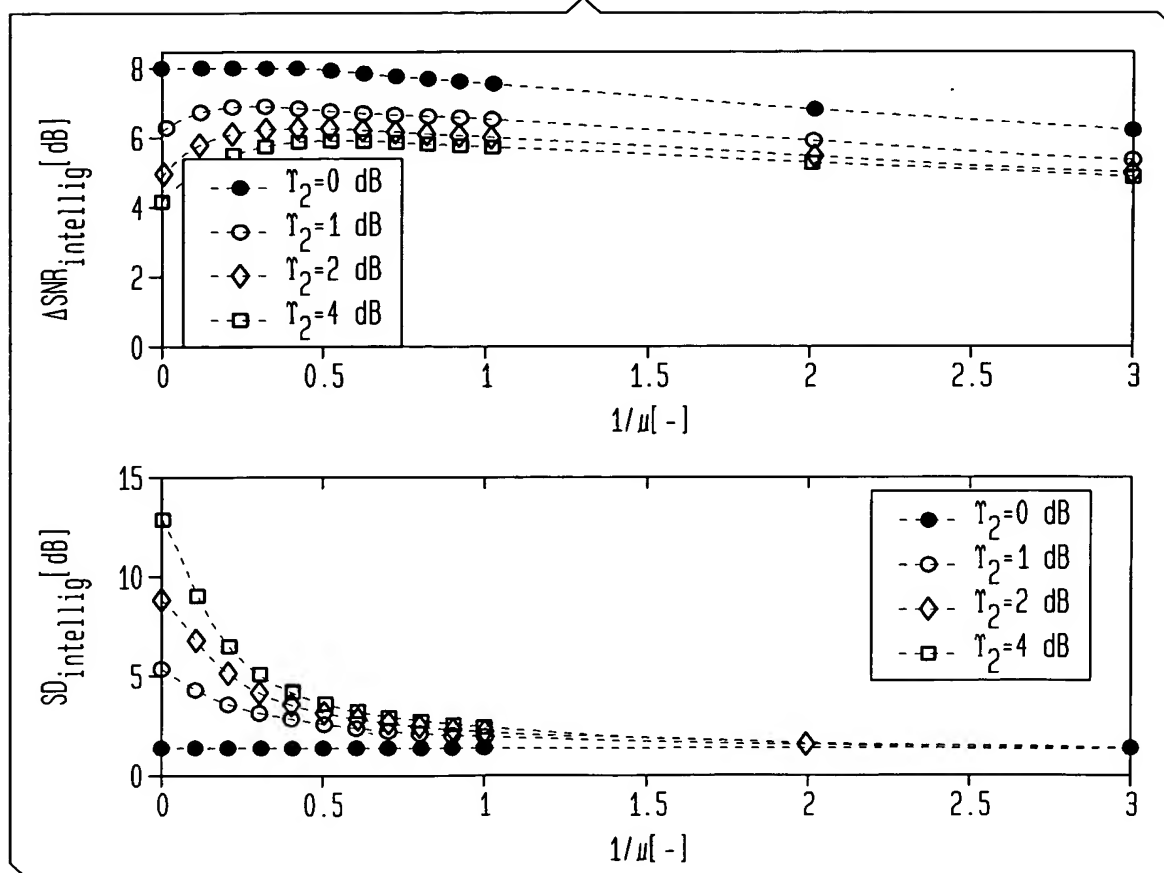 8
6
4
2
0
ΔSNR_intellig[dB]
ϒ_2=0 dB
ϒ_2=1 dB
ϒ_2=2 dB
ϒ_2=4 dB
0 0.5 1 1.5 2 2.5 3
1/μ[-]
15
10
5
0
SD_intellig[dB]
ϒ_2=0 dB
ϒ_2=1 dB
ϒ_2=2 dB
ϒ_2=4 dB
0 0.5 1 1.5 2 2.5 3
1/μ[-]